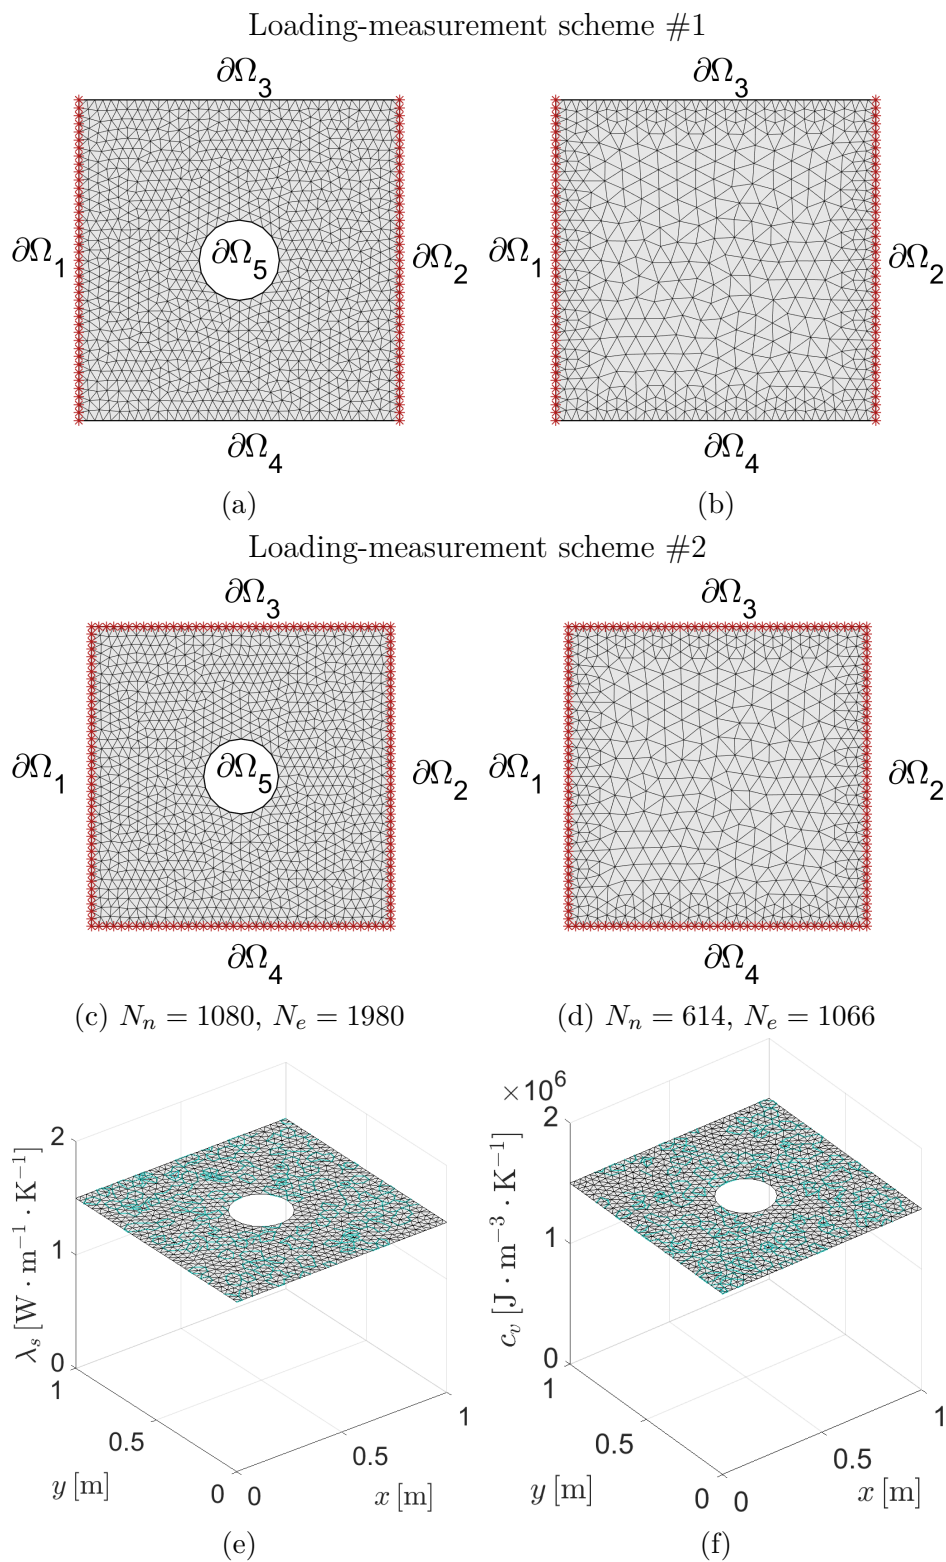 Loading-measurement scheme #1
∂Ω₃ ∂Ω₃
∂Ω₁ ∂Ω₅ ∂Ω₂ ∂Ω₁ ∂Ω₂
∂Ω₄ ∂Ω₄
(a) (b)
Loading-measurement scheme #2
∂Ω₃ ∂Ω₃
∂Ω₁ ∂Ω₅ ∂Ω₂ ∂Ω₁ ∂Ω₂
∂Ω₄ ∂Ω₄
(c) Nₙ = 1080, Nₑ = 1980 (d) Nₙ = 614, Nₑ = 1066
λₛ [W · m⁻¹ · K⁻¹]
2
1
0
1
0.5
0
y [m]
0
0.5
1
x [m]
(e)
cᵥ [J · m⁻³ · K⁻¹]
×10⁶
2
1
0
1
0.5
0
y [m]
0
0.5
1
x [m]
(f)